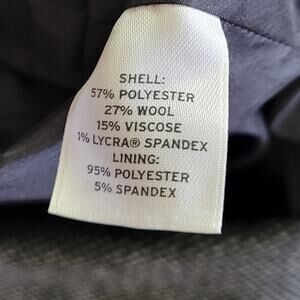 SHELL:
57% POLYESTER
27% WOOL
15% VISCOSE
1% LYCRA® SPANDEX
LINING:
95% POLYESTER
5% SPANDEX